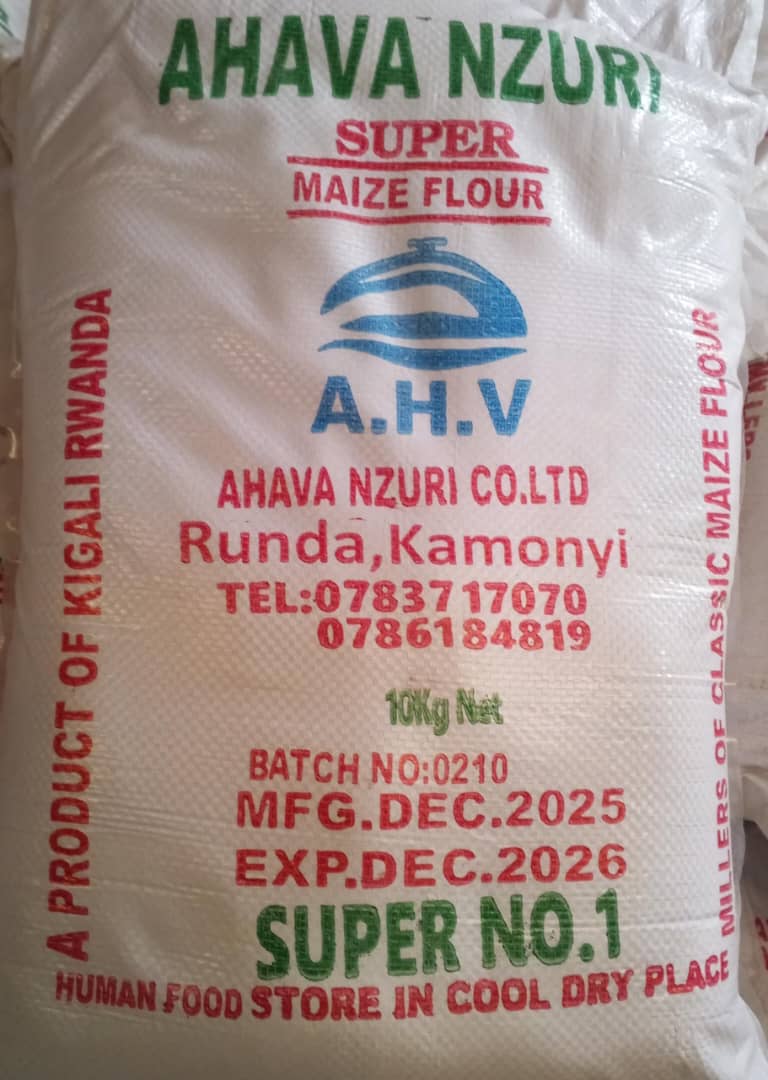 AHAVA NZURI
SUPER
MAIZE FLOUR
A.H.V
AHAVA NZURI CO.LTD
Runda,Kamonyi
TEL:0783717070
0786184819
10Kg Net
BATCH NO:0210
MFG.DEC.2025
EXP.DEC.2026
SUPER NO.1
HUMAN FOOD STORE IN COOL DRY PLACE
A PRODUCT OF KIGALI RWANDA
MILLERS OF CLASSIC MAIZE FLOUR